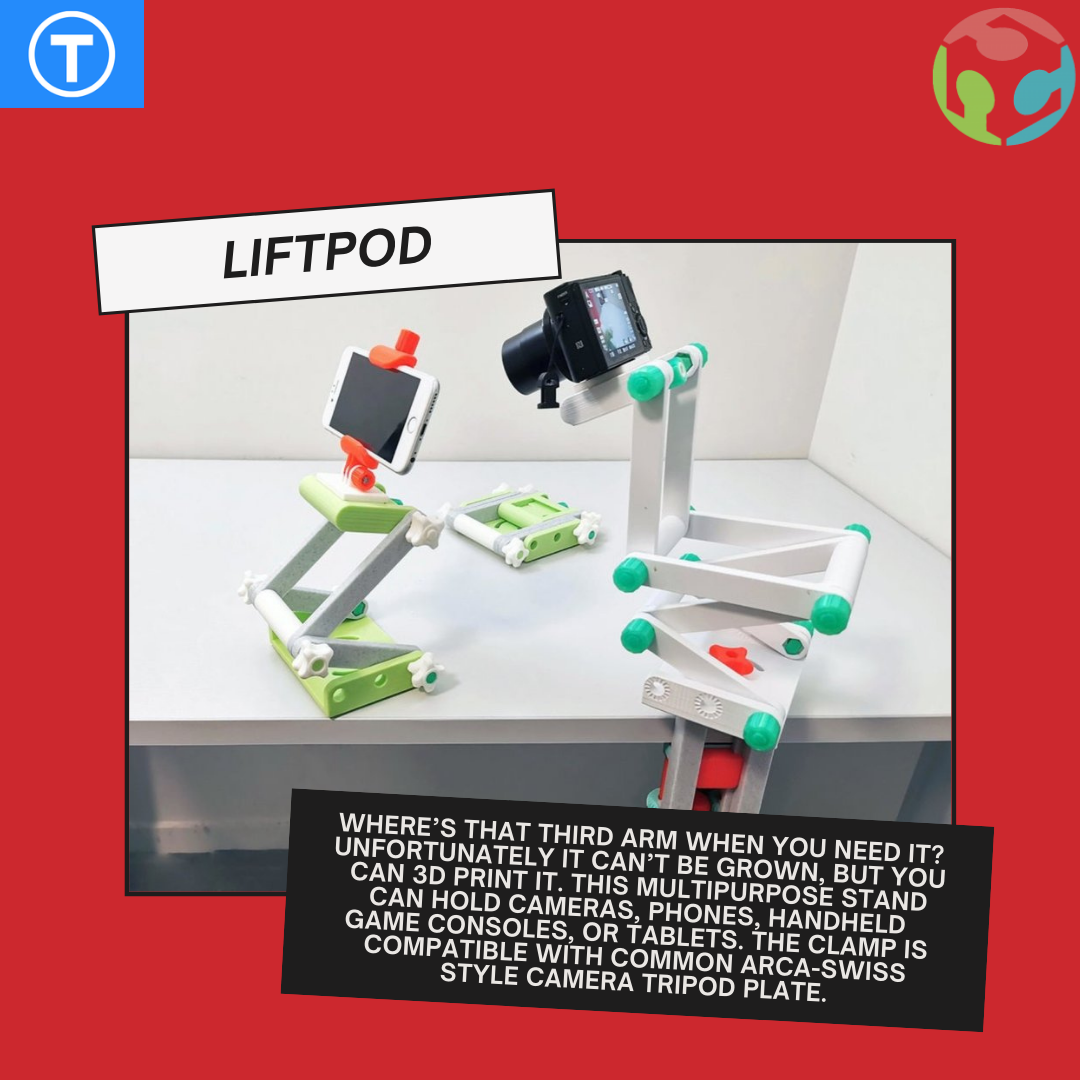 T
LIFTPOD
WHERE'S THAT THIRD ARM WHEN YOU NEED IT?
UNFORTUNATELY IT CAN'T BE GROWN, BUT YOU
CAN 3D PRINT IT. THIS MULTIPURPOSE STAND
CAN HOLD CAMERAS, PHONES, HANDHELD
GAME CONSOLES, OR TABLETS. THE CLAMP IS
COMPATIBLE WITH COMMON ARCA-SWISS
STYLE CAMERA TRIPOD PLATE.